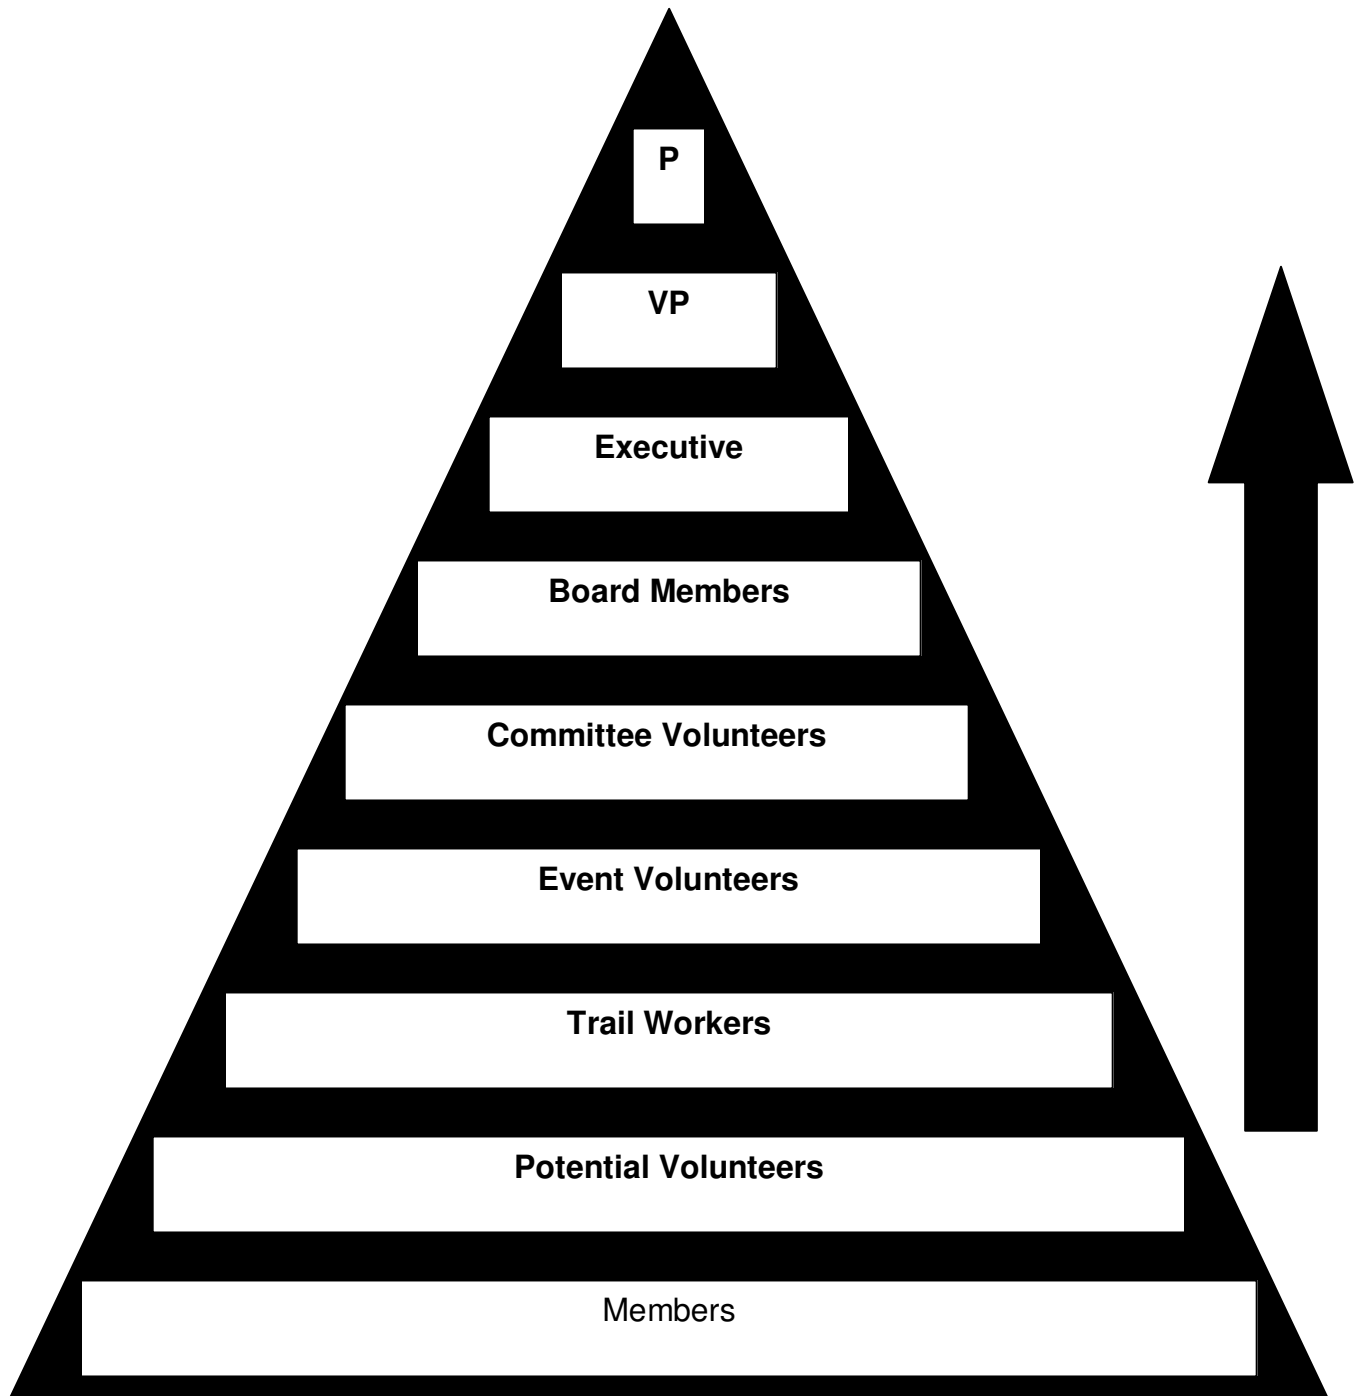 P
VP
Executive
Board Members
Committee Volunteers
Event Volunteers
Trail Workers
Potential Volunteers
Members